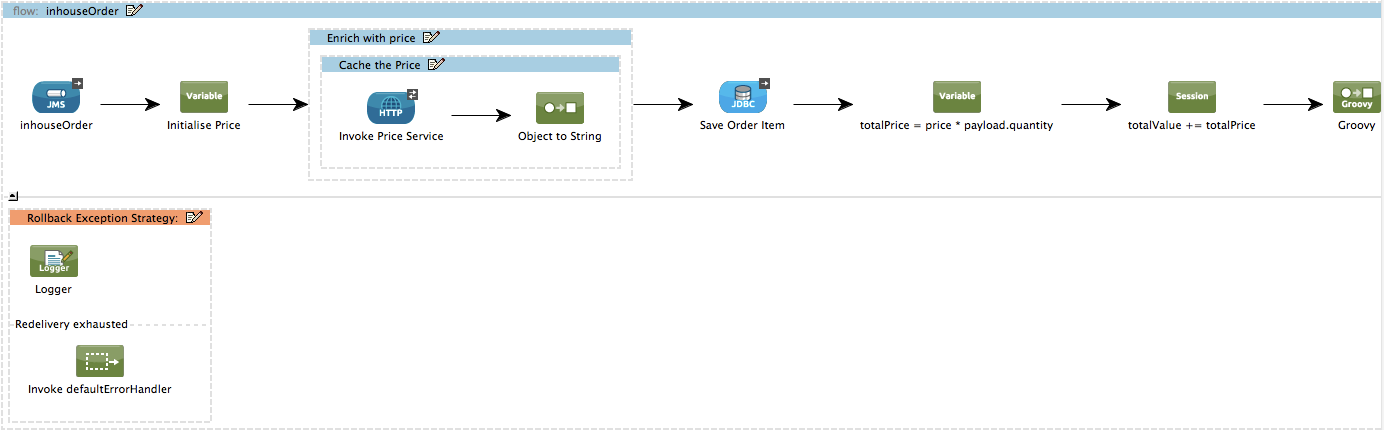 flow: inhouseOrder
Enrich with price
Cache the Price
JMS
inhouseOrder
Variable
Initialise Price
HTTP
Invoke Price Service
Object to String
JDBC
Save Order Item
Variable
totalPrice = price * payload.quantity
Session
totalValue += totalPrice
Groovy
Groovy
Rollback Exception Strategy:
Logger
Logger
Redelivery exhausted
Invoke defaultErrorHandler